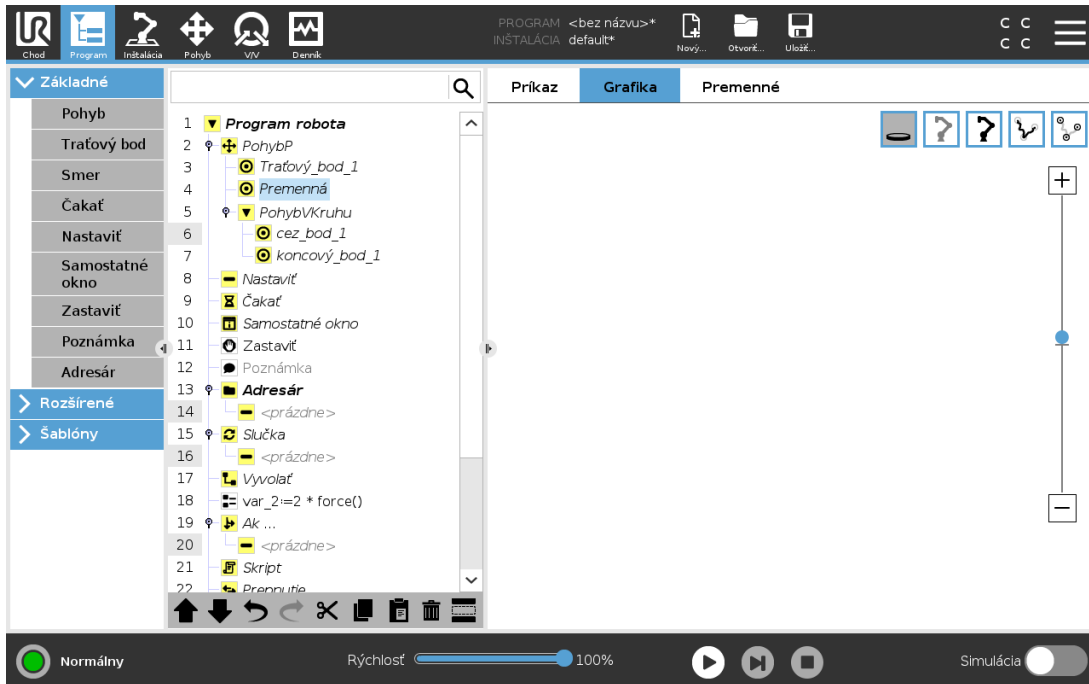 UR
Chod
Program
Inštalácia
Pohyb
V/V
Denník
PROGRAM <bez názvu>*
INŠTALÁCIA default*
Nový...
Otvoriť...
Uložiť...
C C
C C
Základné
Pohyb
Traťový bod
Smer
Čakať
Nastaviť
Samostatné
okno
Zastaviť
Poznámka
Adresár
Rozšírené
Šablóny
1 Program robota
2 PohybP
3 Traťový_bod_1
4 Premenná
5 PohybVKruhu
6 cez_bod_1
7 koncový_bod_1
8 Nastaviť
9 Čakať
10 Samostatné okno
11 Zastaviť
12 Poznámka
13 Adresár
14 <prázdne>
15 Slučka
16 <prázdne>
17 Vyvolať
18 var_2:=2 * force()
19 Ak ...
20 <prázdne>
21 Skript
22 Prepnutie
Príkaz
Grafika
Premenné
Normálny
Rýchlosť
100%
Simulácia